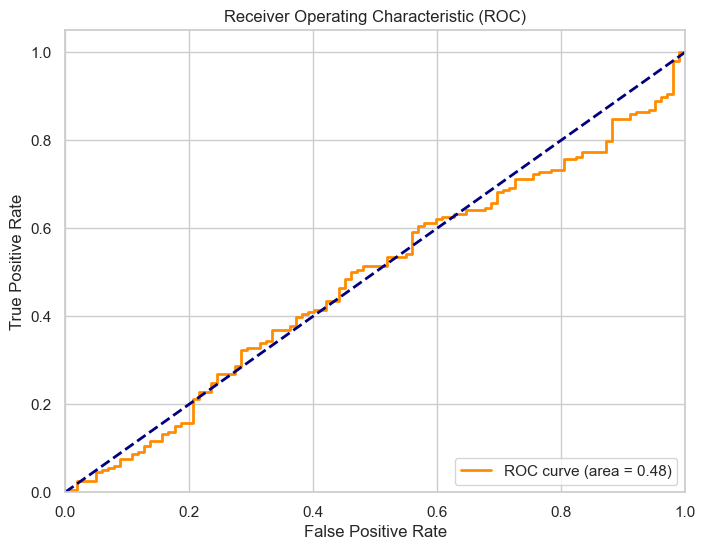 Receiver Operating Characteristic (ROC)
1.0
0.8
0.6
0.4
0.2
0.0
True Positive Rate
ROC curve (area = 0.48)
0.0 0.2 0.4 0.6 0.8 1.0
False Positive Rate